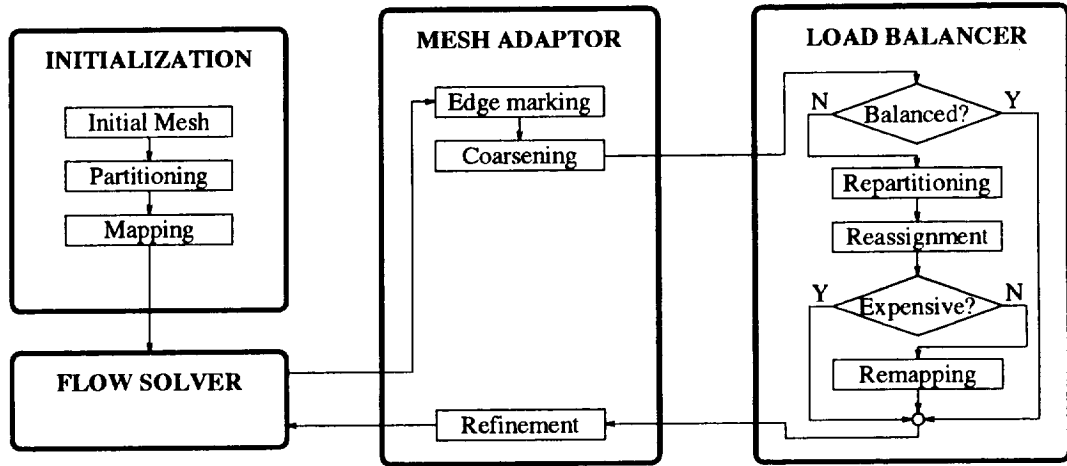 INITIALIZATION
Initial Mesh
Partitioning
Mapping
FLOW SOLVER
MESH ADAPTOR
Edge marking
Coarsening
Refinement
LOAD BALANCER
N
Balanced?
Y
Repartitioning
Reassignment
Y
Expensive?
N
Remapping